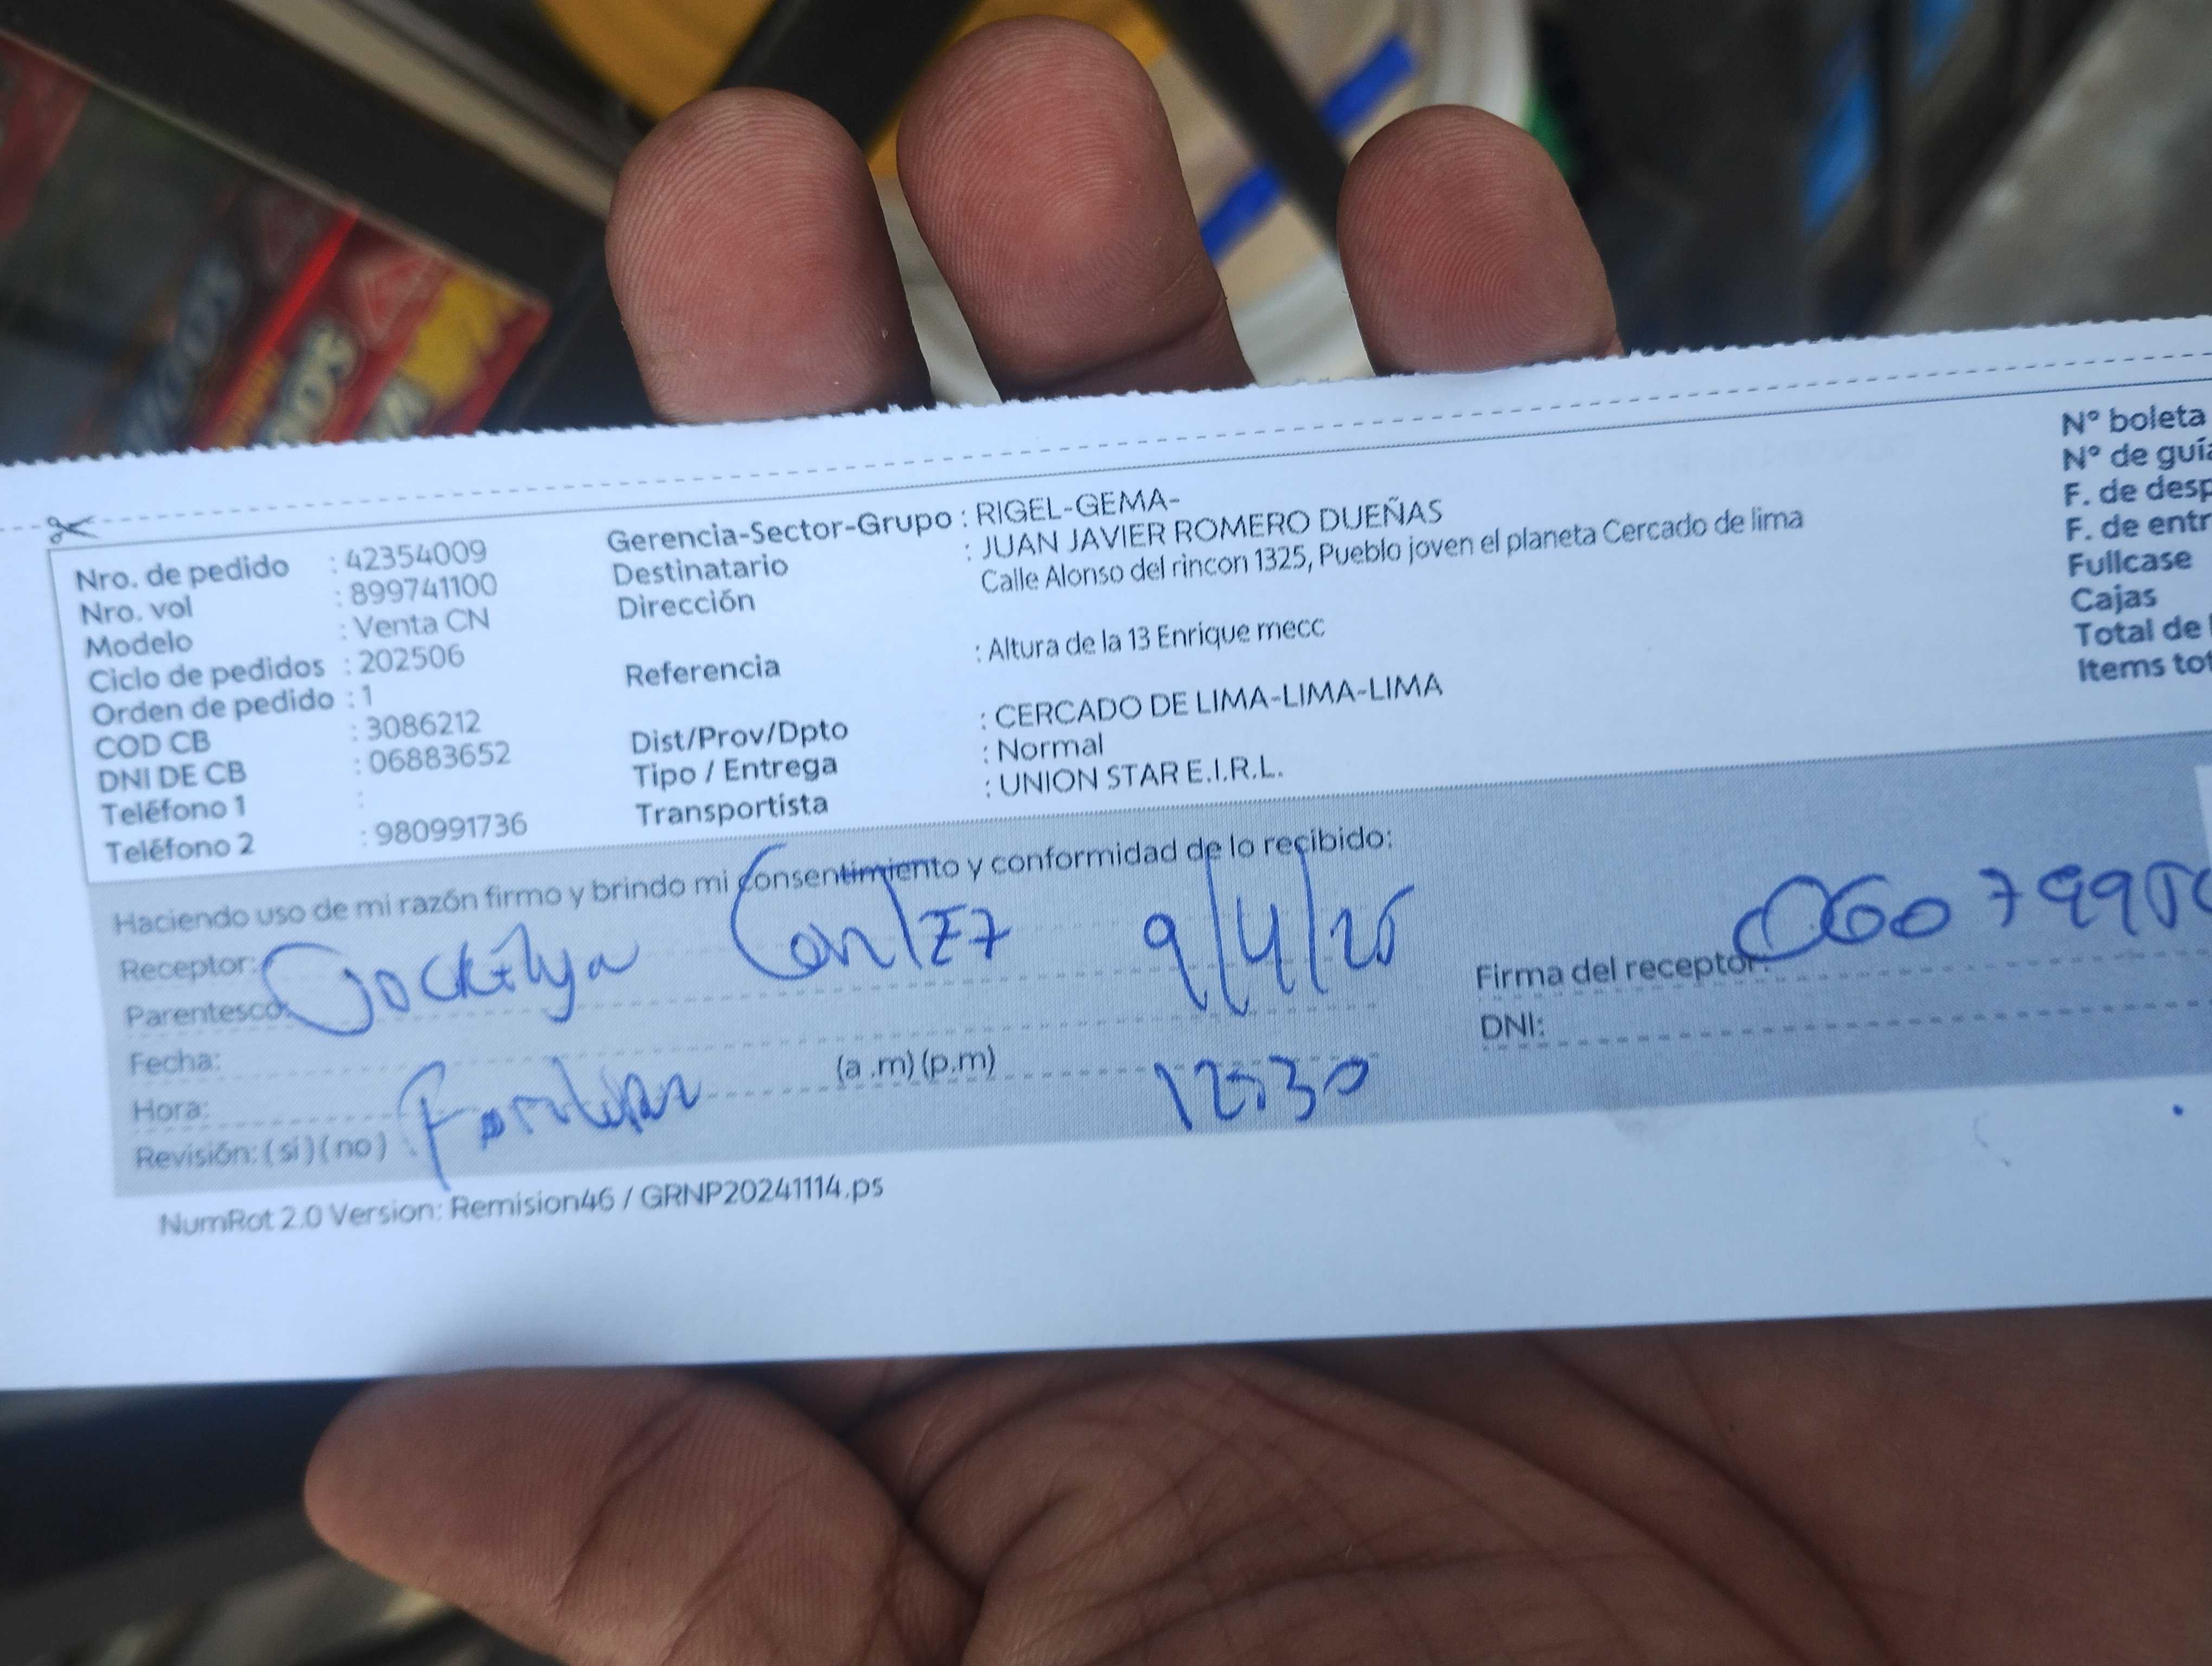 Nro. de pedido : 42354009
Nro. vol : 899741100
Modelo : Venta CN
Ciclo de pedidos : 202506
Orden de pedido : 1
COD CB : 3086212
DNI DE CB : 06883652
Teléfono 1 :
Teléfono 2 : 980991736
Gerencia-Sector-Grupo : RIGEL-GEMA-
Destinatario : JUAN JAVIER ROMERO DUEÑAS
Dirección Calle Alonso del rincon 1325, Pueblo joven el planeta Cercado de lima
Referencia : Altura de la 13 Enrique mecc
Dist/Prov/Dpto : CERCADO DE LIMA-LIMA-LIMA
Tipo / Entrega : Normal
Transportista : UNION STAR E.I.R.L.
N° boleta
N° de guía
F. de desp
F. de entr
Fullcase
Cajas
Total de
Items tot
Haciendo uso de mi razón firmo y brindo mi consentimiento y conformidad de lo recibido:
Receptor: 9/4/25
Parentesco:
Fecha:
Hora: (a .m) (p.m) 12:30
Revisión: ( si ) ( no ) Familiar
Firma del receptor:
DNI:
NumRot 2.0 Version: Remision46 / GRNP20241114.ps